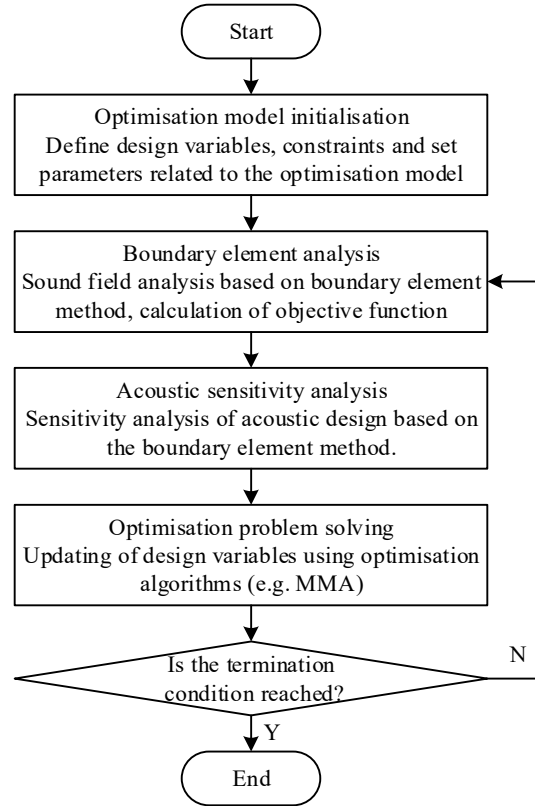 Start
Optimisation model initialisation
Define design variables, constraints and set
parameters related to the optimisation model
Boundary element analysis
Sound field analysis based on boundary element
method, calculation of objective function
Acoustic sensitivity analysis
Sensitivity analysis of acoustic design based on
the boundary element method.
Optimisation problem solving
Updating of design variables using optimisation
algorithms (e.g. MMA)
Is the termination
condition reached?
N
Y
End